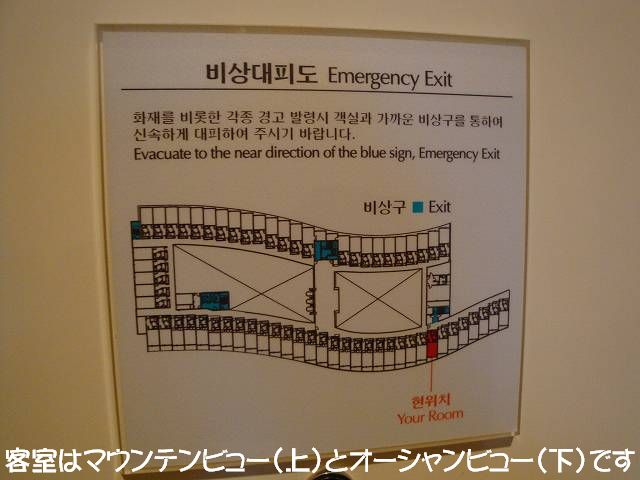 비상대피도 Emergency Exit
화재를 비롯한 각종 경고 발령시 객실과 가까운 비상구를 통하여
신속하게 대피하여 주시기 바랍니다.
Evacuate to the near direction of the blue sign, Emergency Exit
비상구 Exit
현위치
Your Room
客室はマウンテンビュー(上)とオーシャンビュー(下)です